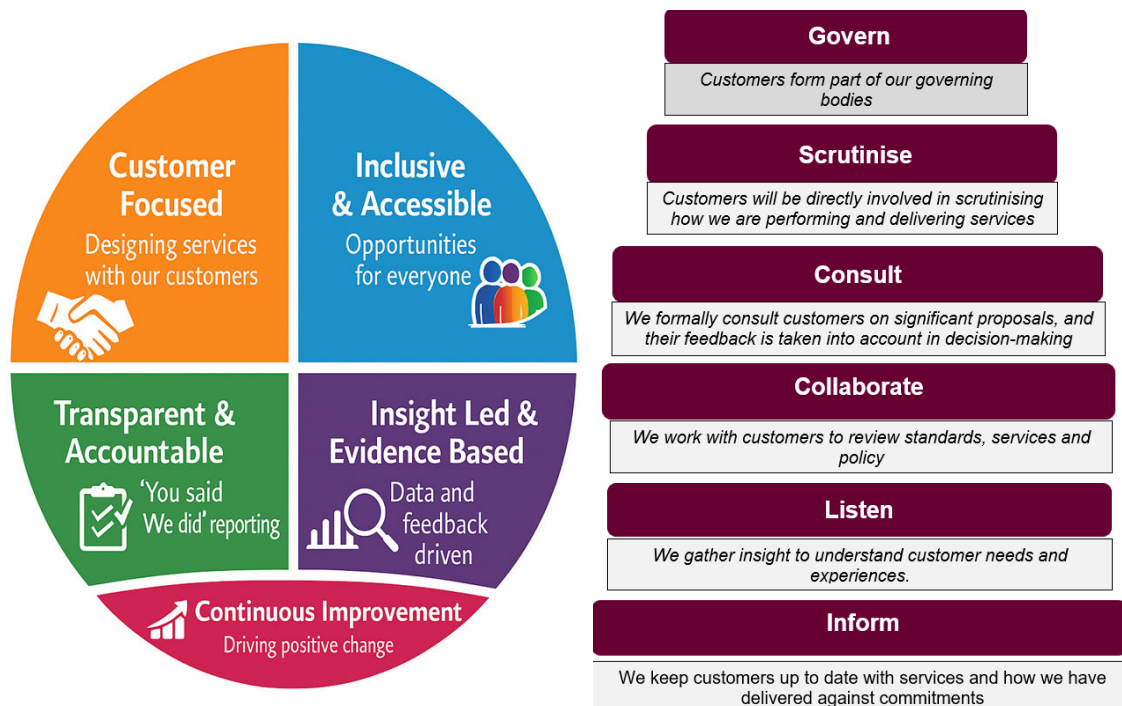 Customer
Focused
Designing services
with our customers
Inclusive
& Accessible
Opportunities
for everyone
Transparent &
Accountable
'You said
We did' reporting
Insight Led &
Evidence Based
Data and
feedback
driven
Continuous Improvement
Driving positive change
Govern
Customers form part of our governing
bodies
Scrutinise
Customers will be directly involved in scrutinising
how we are performing and delivering services
Consult
We formally consult customers on significant proposals, and
their feedback is taken into account in decision-making
Collaborate
We work with customers to review standards, services and
policy
Listen
We gather insight to understand customer needs and
experiences.
Inform
We keep customers up to date with services and how we have
delivered against commitments